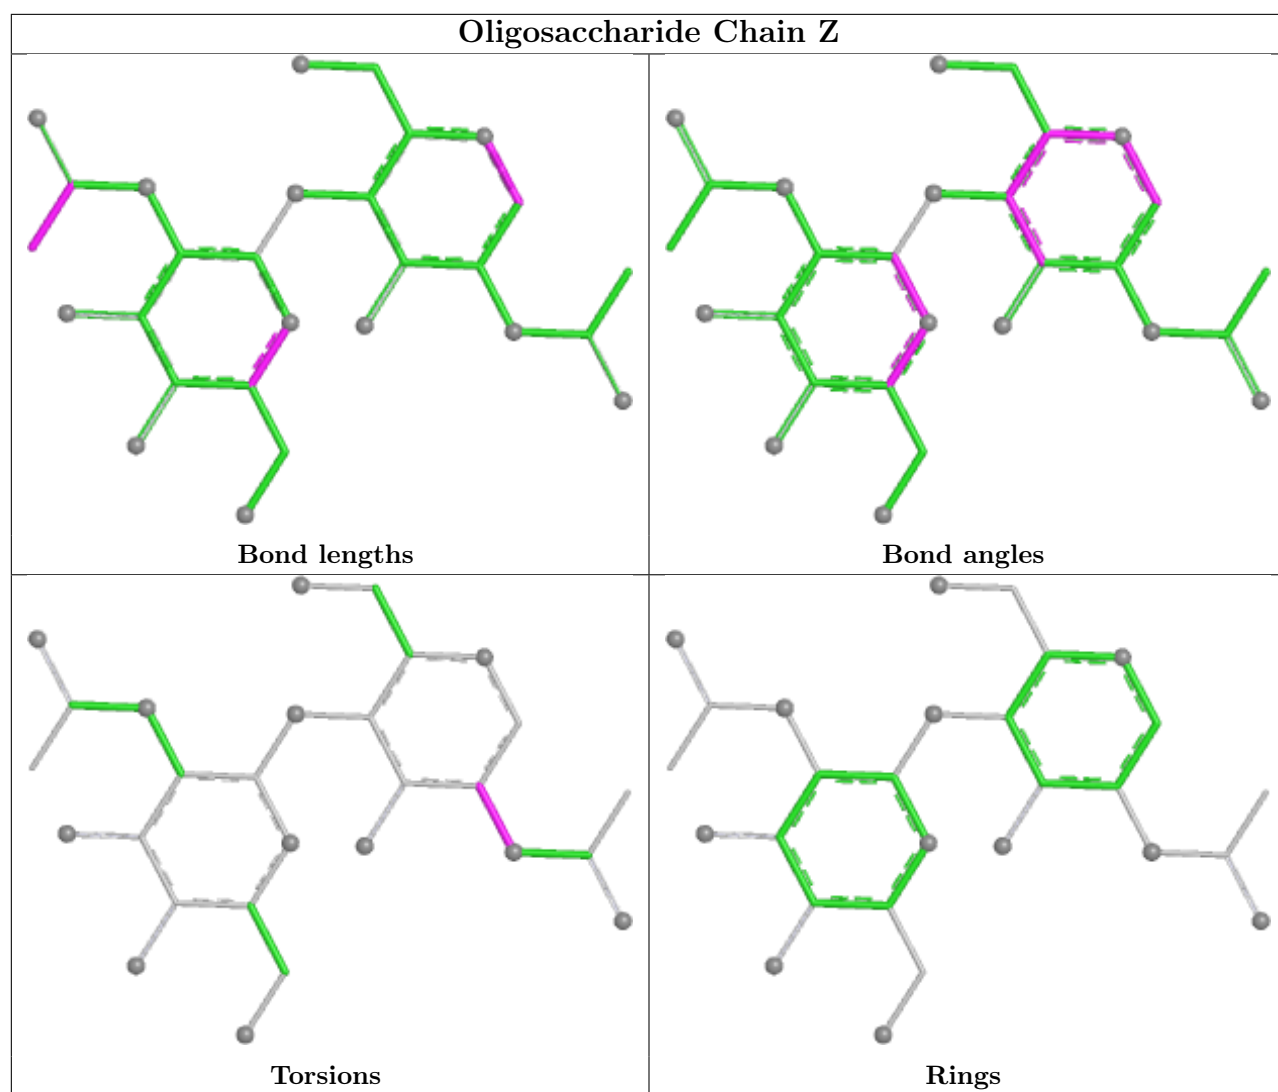 Oligosaccharide Chain Z
Bond lengths
Bond angles
Torsions
Rings